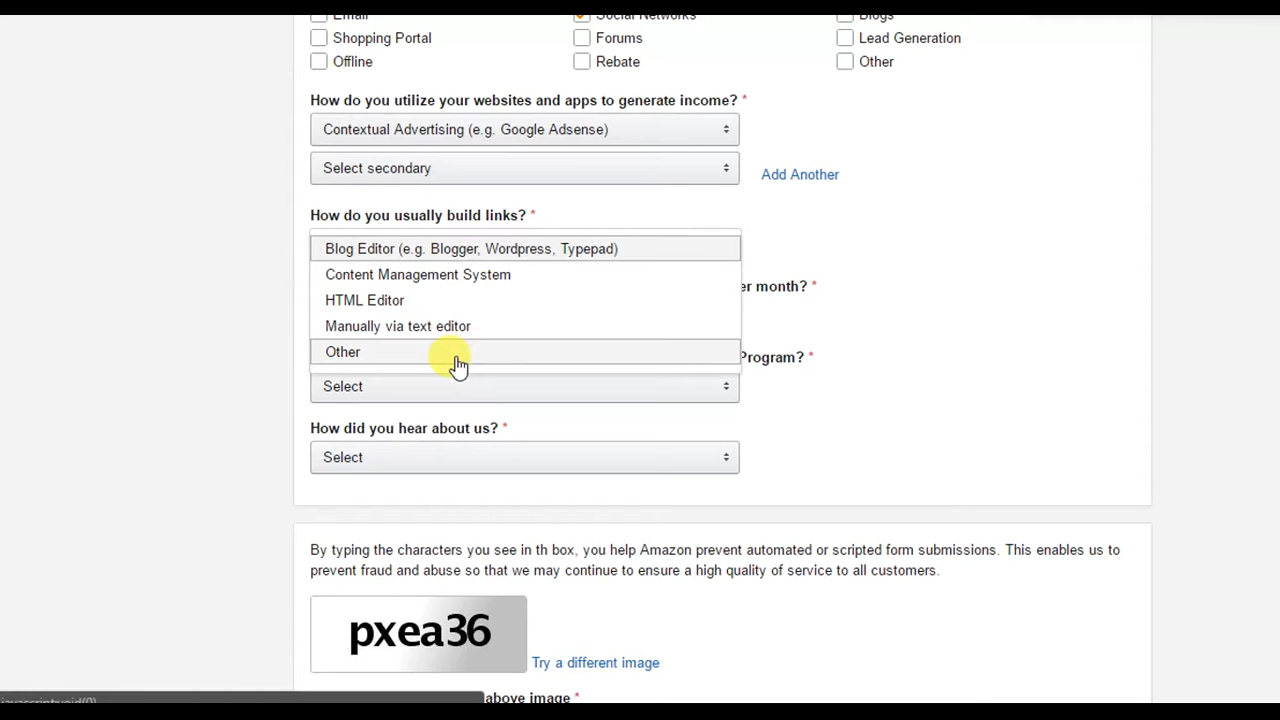 Email Social Networks Blogs
Shopping Portal Forums Lead Generation
Offline Rebate Other
How do you utilize your websites and apps to generate income? *
Contextual Advertising (e.g. Google Adsense)
Select secondary
Add Another
How do you usually build links? *
Blog Editor (e.g. Blogger, Wordpress, Typepad)
Content Management System
er month? *
HTML Editor
Manually via text editor
Other
Program? *
Select
How did you hear about us? *
Select
By typing the characters you see in th box, you help Amazon prevent automated or scripted form submissions. This enables us to
prevent fraud and abuse so that we may continue to ensure a high quality of service to all customers.
pxea36
Try a different image
above image *